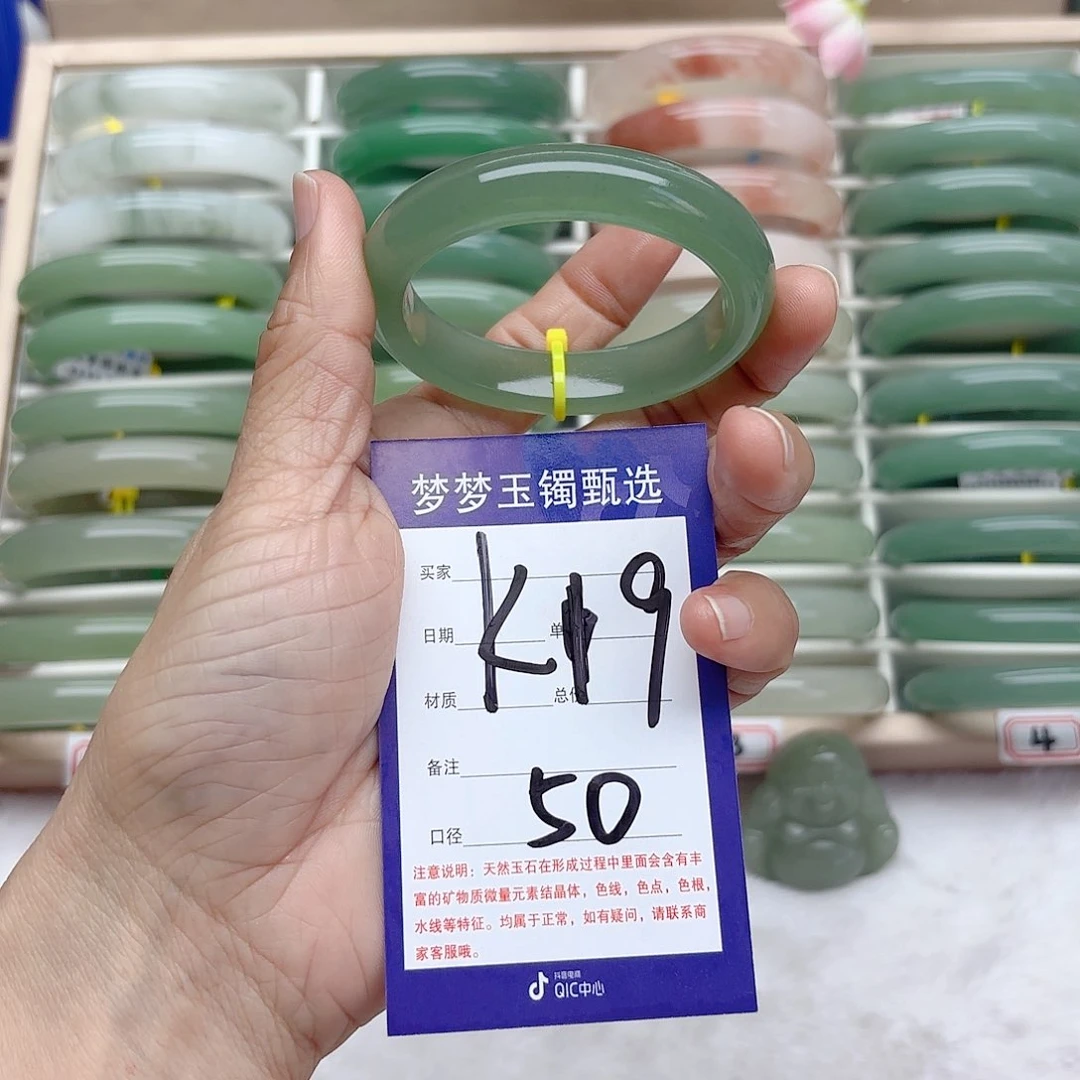 梦梦玉镯甄选
买家
K19
日期
单
材质
总价
备注
口径
50
注意说明：天然玉石在形成过程中里面会含有丰
富的矿物质微量元素结晶体，色线，色点，色根，
水线等特征。均属于正常，如有疑问，请联系商
家客服哦。
抖音电商
QIC中心
3
4